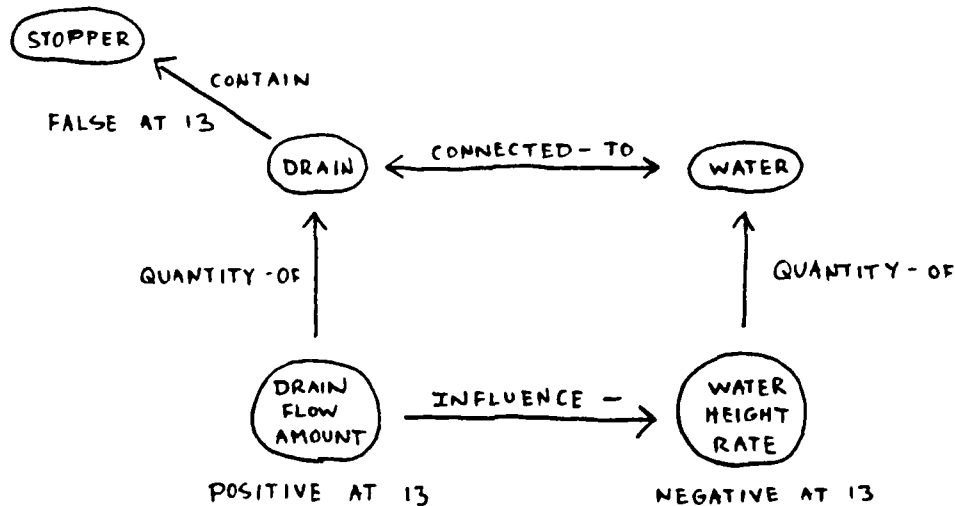 STOPPER
CONTAIN
FALSE AT 13
DRAIN
CONNECTED-TO
WATER
QUANTITY-OF
QUANTITY-OF
DRAIN
FLOW
AMOUNT
INFLUENCE -
WATER
HEIGHT
RATE
POSITIVE AT 13
NEGATIVE AT 13